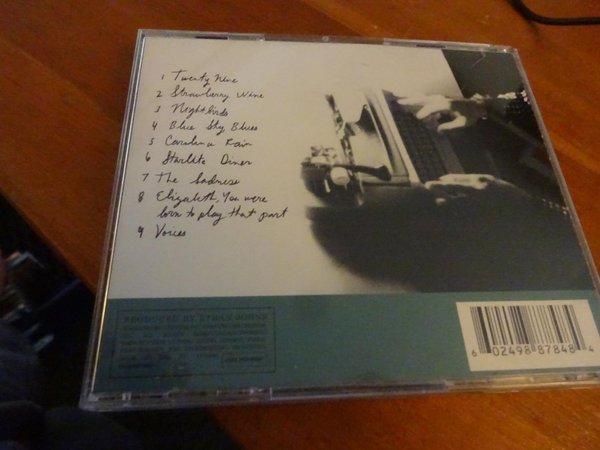 1 Twenty Nine
2 Strawberry Wine
3 Nightbirds
4 Blue Sky Blues
5 Carolina Rain
6 Starlite Diner
7 The Sadness
8 Elizabeth, You were
born to play that part
9 Voices
PRODUCED BY ETHAN JOHNS
6 02498 87848 4